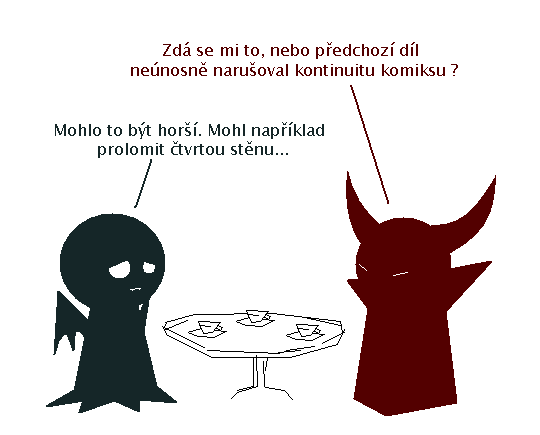 Zdá se mi to, nebo předchozí díl
neúnosně narušoval kontinuitu komiksu ?
Mohlo to být horší. Mohl například
prolomit čtvrtou stěnu...